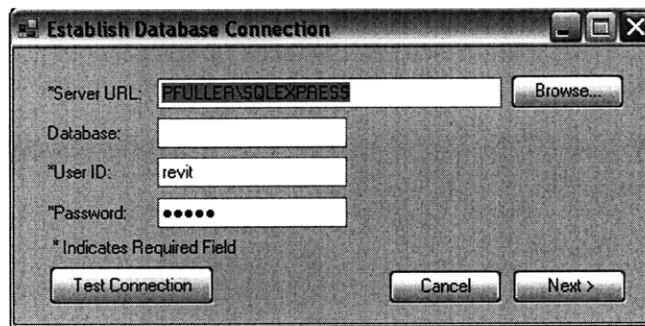 Establish Database Connection
*Server URL: PFULLER\SQLEXPRESS Browse...
Database:
*User ID: revit
*Password: •••••
* Indicates Required Field
Test Connection Cancel Next >